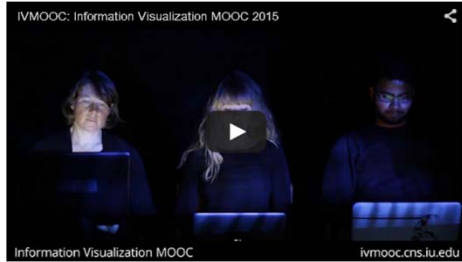 IVMOOC: Information Visualization MOOC 2015
Information Visualization MOOC
ivmooc.cns.iu.edu